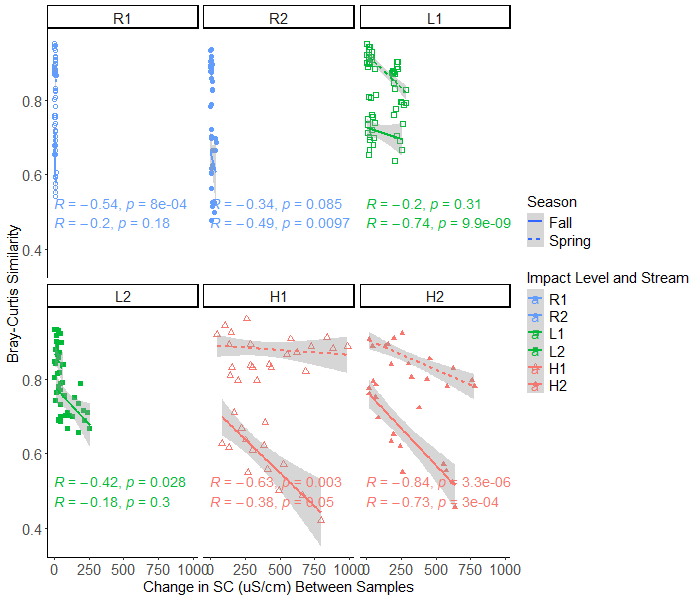 R1 R2 L1
0.8
0.6
0.4
R = −0.54, p = 8e-04 R = −0.34, p = 0.085 R = −0.2, p = 0.31
R = −0.2, p = 0.18 R = −0.49, p = 0.0097 R = −0.74, p = 9.9e-09
Bray-Curtis Similarity
L2 H1 H2
0.8
0.6
0.4
R = −0.42, p = 0.028 R = −0.63, p = 0.003 R = −0.84, p = 3.3e-06
R = −0.18, p = 0.3 R = −0.38, p = 0.05 R = −0.73, p = 3e-04
0 250 500 750 1000 0 250 500 750 1000 0 250 500 750 1000
Change in SC (uS/cm) Between Samples
Season
Fall
Spring
Impact Level and Stream
R1
R2
L1
L2
H1
H2